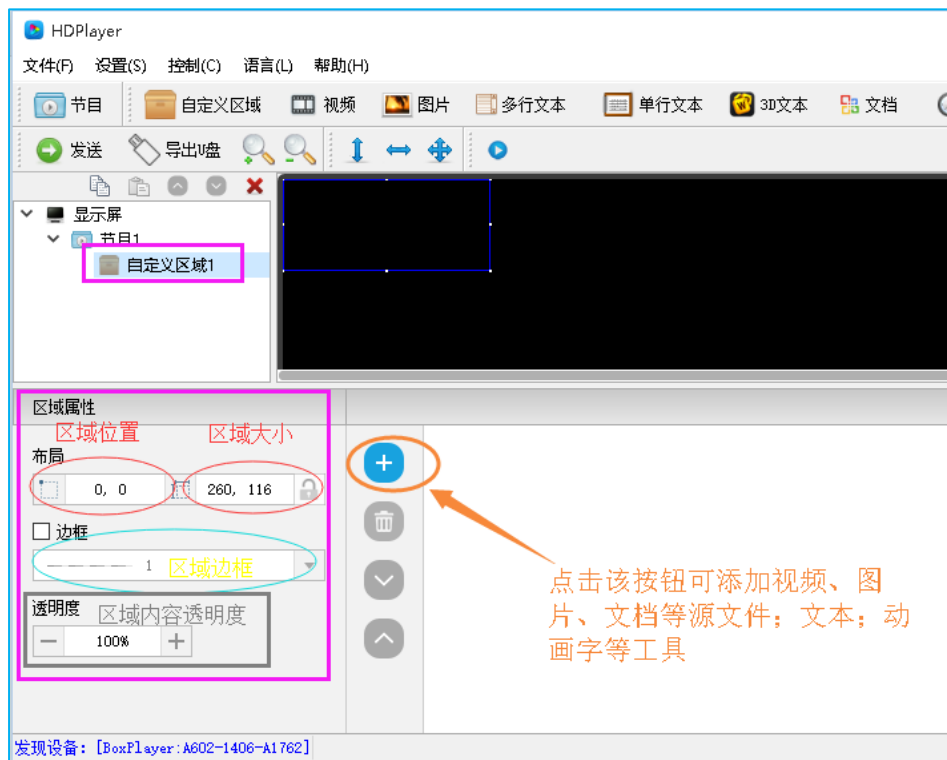 HDPlayer
文件(F) 设置(S) 控制(C) 语言(L) 帮助(H)
节目 自定义区域 视频 图片 多行文本 单行文本 3D文本 文档
发送 导出U盘
显示屏
节目1
自定义区域1
区域属性
区域位置 区域大小
布局
0, 0 260, 116
边框
1 区域边框
透明度 区域内容透明度
100%
点击该按钮可添加视频、图
片、文档等源文件；文本；动
画字等工具
发现设备：[BoxPlayer:A602-1406-A1762]